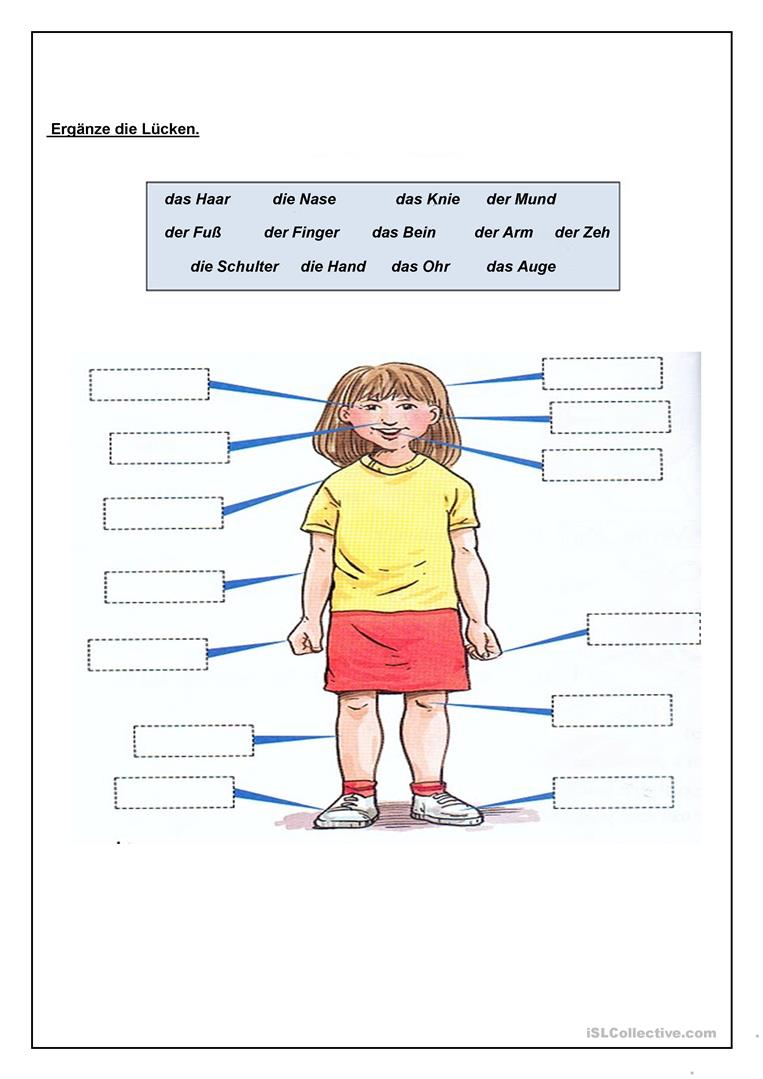 Ergänze die Lücken.
das Haar die Nase das Knie der Mund
der Fuß der Finger das Bein der Arm der Zeh
die Schulter die Hand das Ohr das Auge
iSLCollective.com